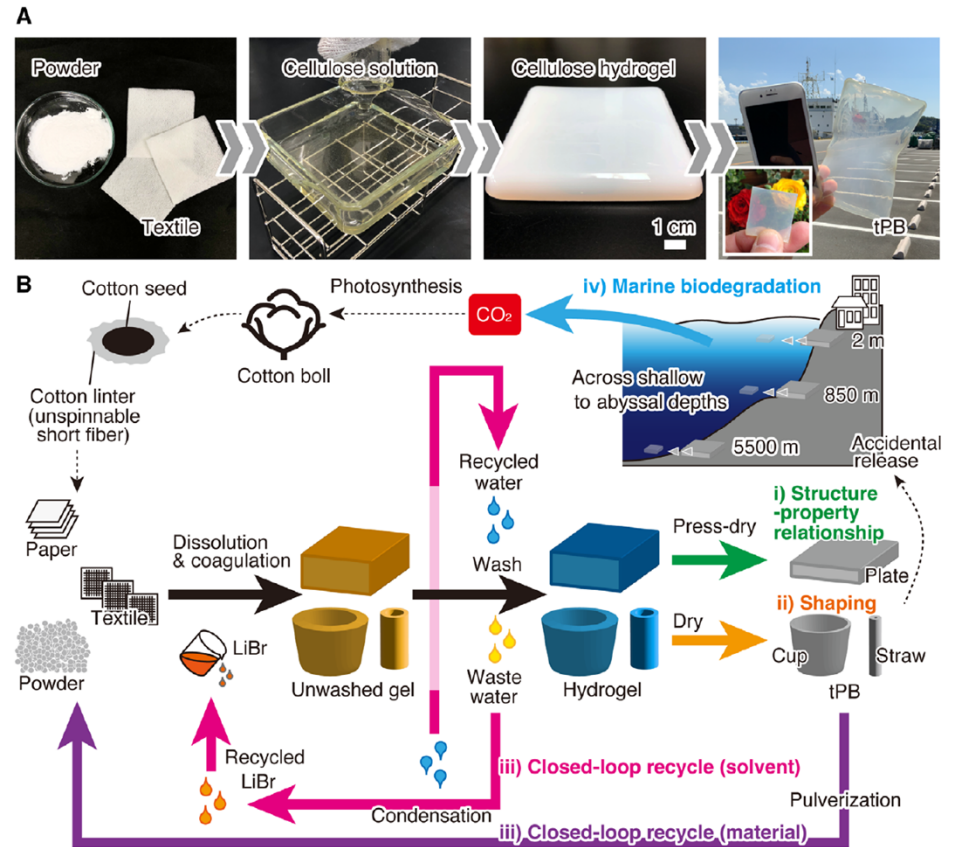 A
Powder
Textile
Cellulose solution
Cellulose hydrogel
1 cm
tPB
B
Cotton seed
Cotton linter
(unspinnable
short fiber)
Cotton boll
Photosynthesis
CO₂
iv) Marine biodegradation
Across shallow
to abyssal depths
2 m
850 m
5500 m
Accidental
release
Paper
Textile
Powder
Dissolution
& coagulation
LiBr
Unwashed gel
Recycled
water
Wash
Waste
water
Hydrogel
Press-dry
i) Structure
-property
relationship
Plate
ii) Shaping
Dry
Cup
Straw
tPB
Recycled
LiBr
Condensation
iii) Closed-loop recycle (solvent)
Pulverization
iii) Closed-loop recycle (material)